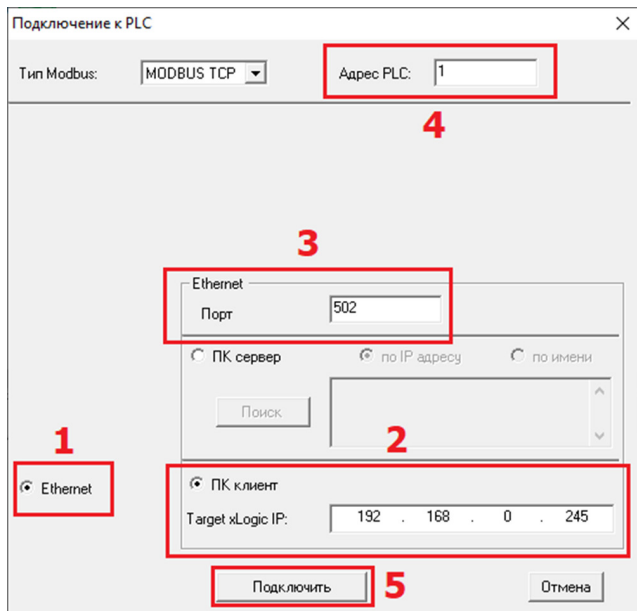 Подключение к PLC
Тип Modbus: MODBUS TCP Адрес PLC: 1
4
3
Ethernet
Порт 502
ПК сервер по IP адресу по имени
Поиск
1 2
Ethernet ПК клиент
Target xLogic IP: 192 . 168 . 0 . 245
Подключить 5 Отмена